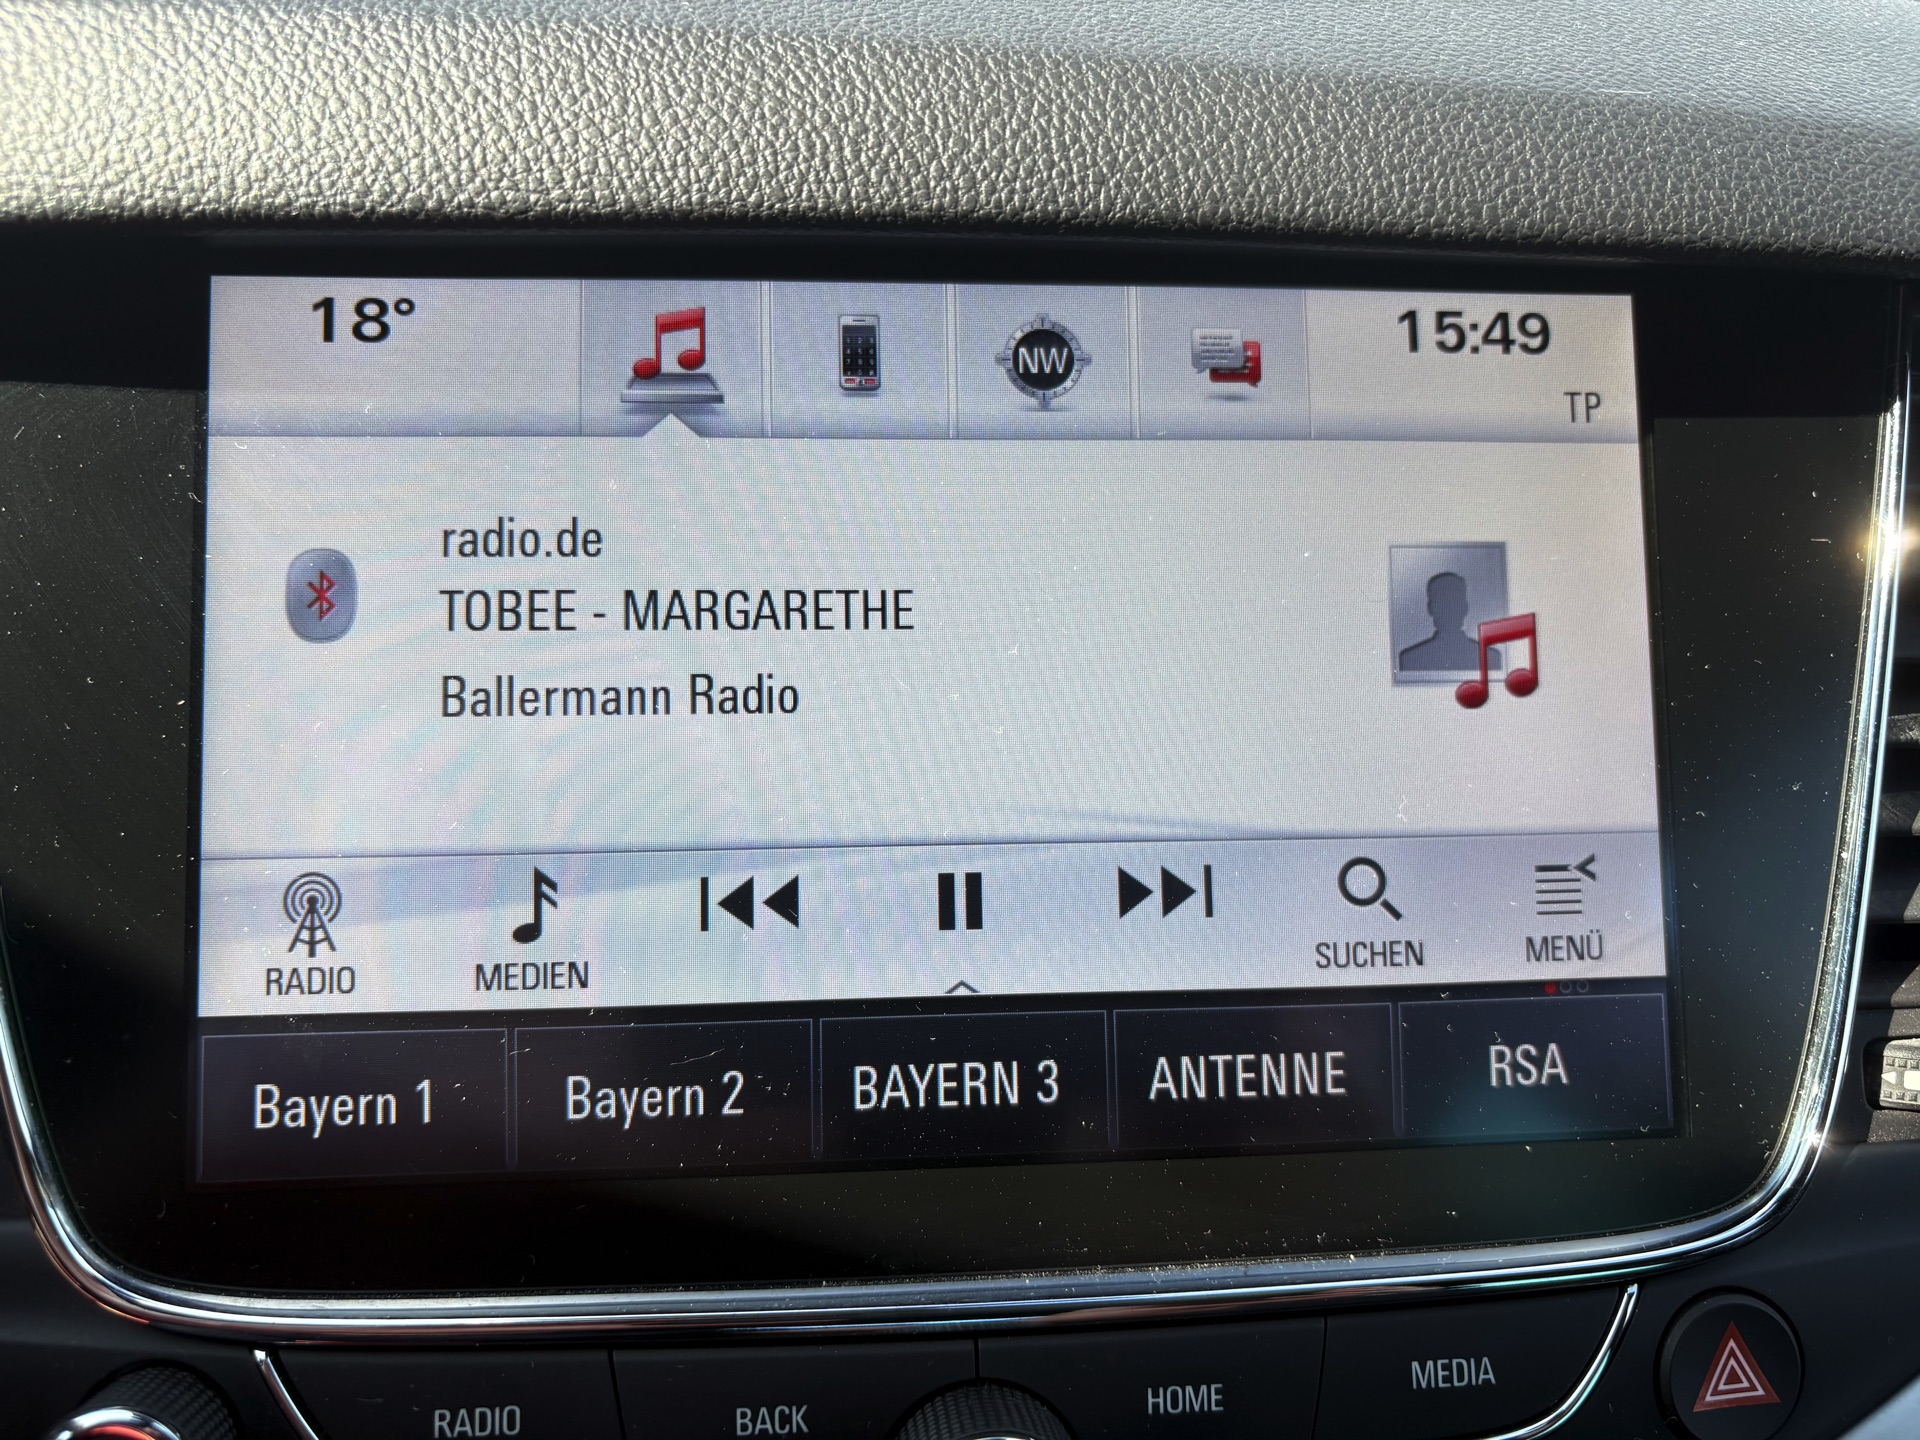 18°
NW
15:49
TP
radio.de
TOBEE - MARGARETHE
Ballermann Radio
RADIO
MEDIEN
SUCHEN
MENÜ
Bayern 1
Bayern 2
BAYERN 3
ANTENNE
RSA
RADIO
BACK
HOME
MEDIA